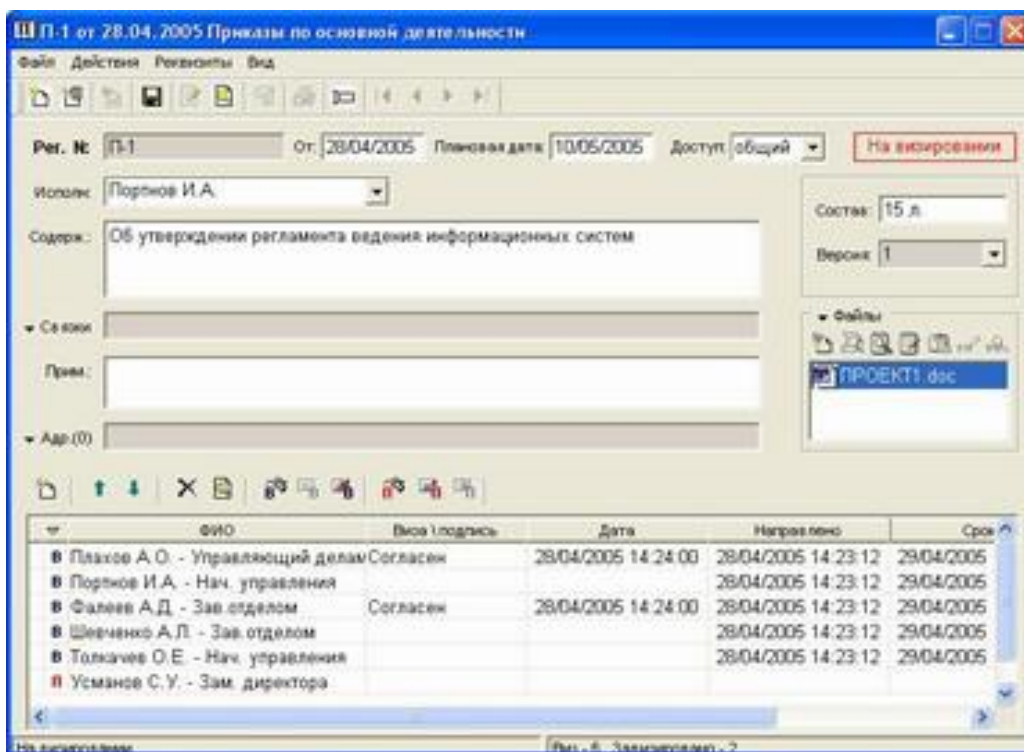 П-1 от 28.04.2005 Приказы по основной деятельности
Файл Действия Реквизиты Вид
Рег. №: П-1 От: 28/04/2005 Плановая дата: 10/05/2005 Доступ: общий На визировании
Исполн: Портнов И.А.
Состав: 15 л.
Содерж.: Об утверждении регламента ведения информационных систем
Версия: 1
Связки
Файлы
Прим.:
ПРОЕКТ1.doc
Адр.(0)
ФИО Виза \ подпись Дата Направлено Срок
В Плахов А.О. - Управляющий делам Согласен 28/04/2005 14:24:00 28/04/2005 14:23:12 29/04/2005
В Портнов И.А. - Нач. управления 28/04/2005 14:23:12 29/04/2005
В Фалеев А.Д. - Зав.отделом Согласен 28/04/2005 14:24:00 28/04/2005 14:23:12 29/04/2005
В Шевченко А.Л. - Зав.отделом 28/04/2005 14:23:12 29/04/2005
В Толкачев О.Е. - Нач. управления 28/04/2005 14:23:12 29/04/2005
П Усманов С.У. - Зам. директора
На визировании Виз - 6 , Завизировано - 2